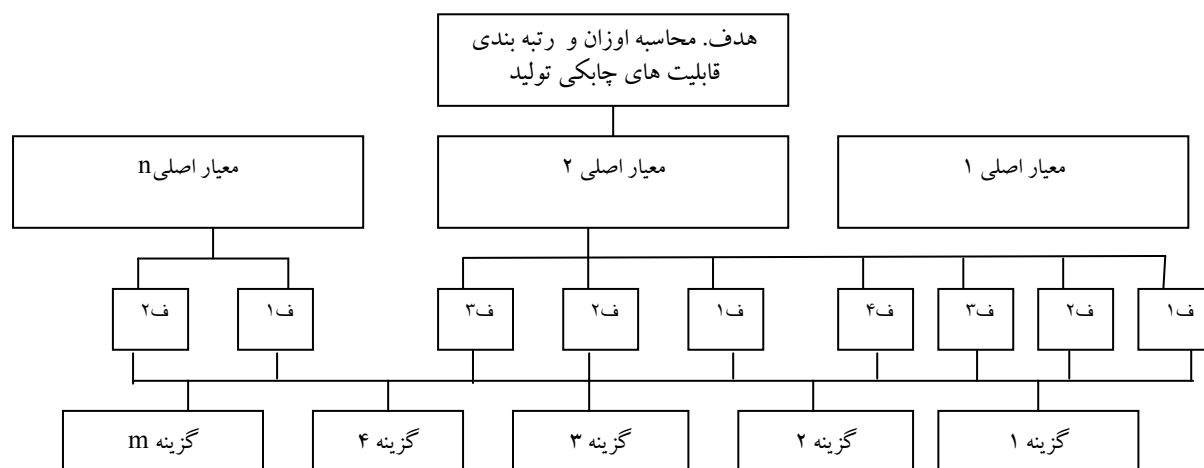 هدف. محاسبه اوزان و رتبه بندی
قابلیت های چابکی تولید
معیار اصلی ۱
معیار اصلی ۲
معیار اصلی n
ف۱
ف۲
ف۳
ف۴
ف۱
ف۲
ف۳
ف۱
ف۲
گزینه ۱
گزینه ۲
گزینه ۳
گزینه ۴
گزینه m